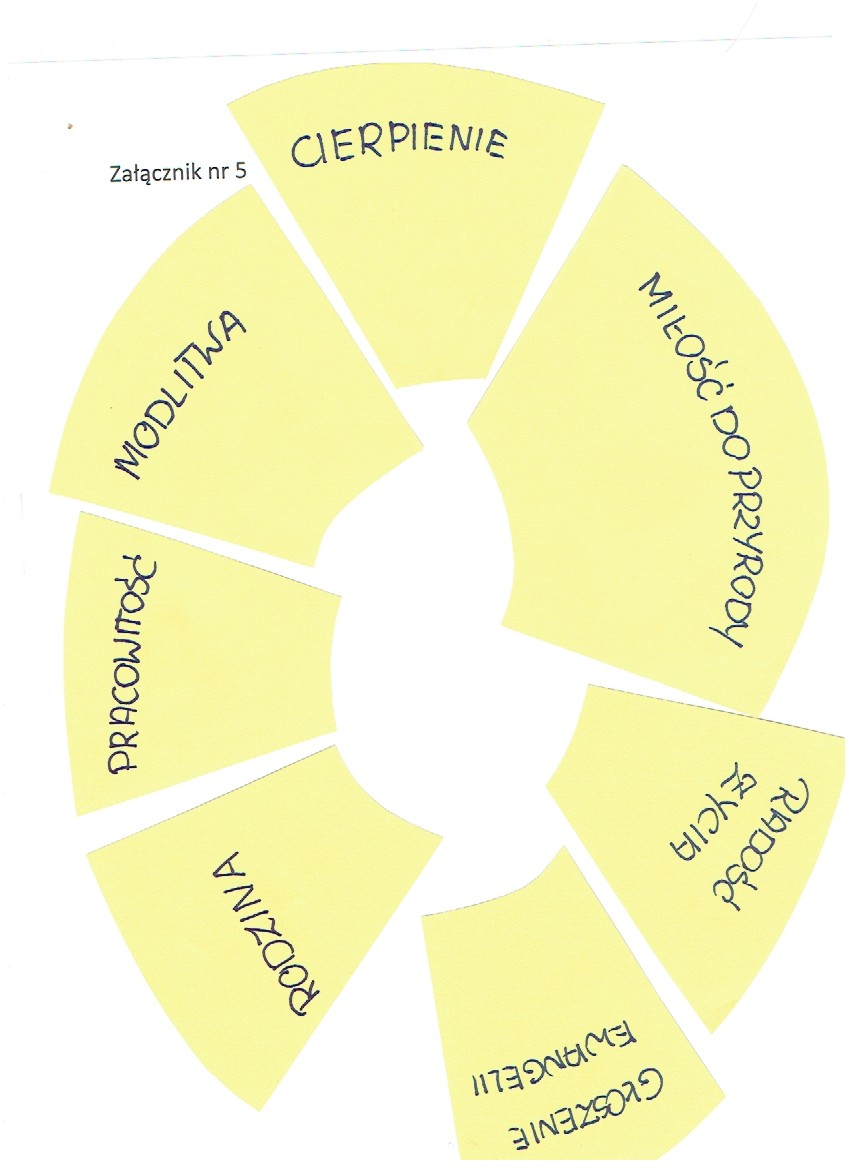 Załącznik nr 5
CIERPIENIE
MIŁOŚĆ DO PRZYRODY
RADOŚĆ
ŻYCIA
GŁOSZENIE
EWANGELII
RODZINA
PRACOWITOŚĆ
MODLITWA